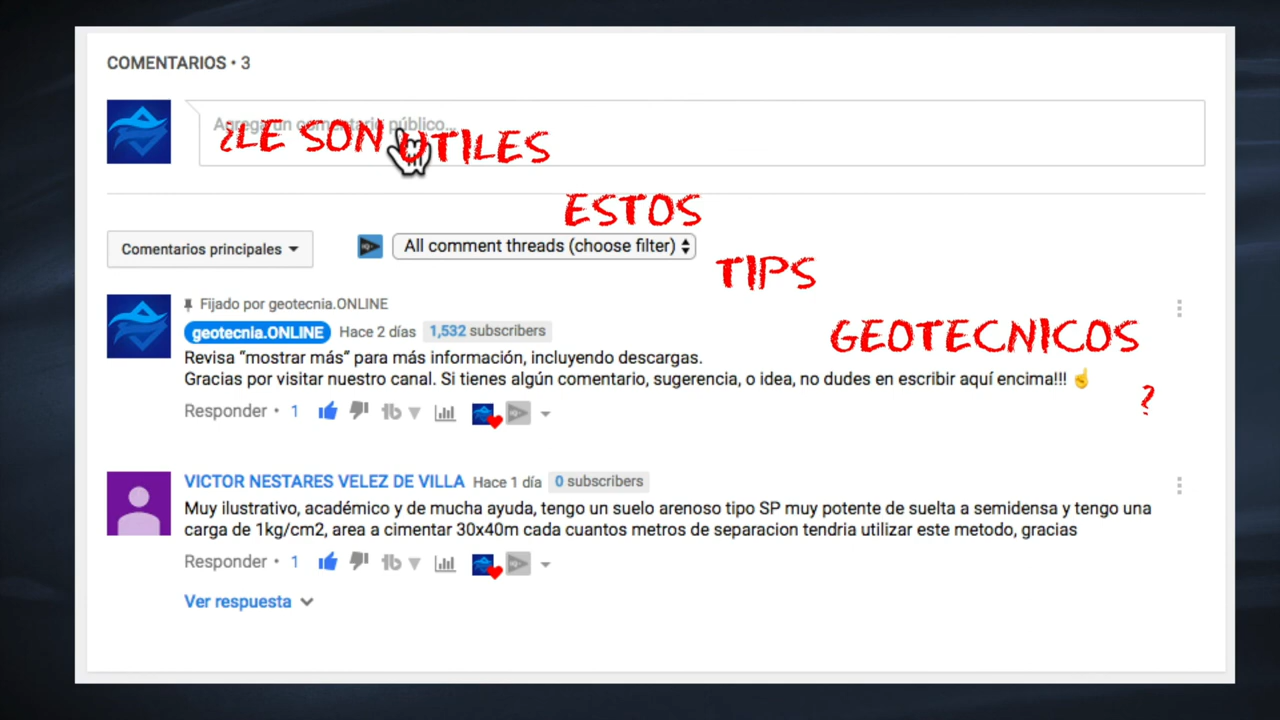 COMENTARIOS • 3
Agrega un comentario público...
¿LE SON UTILES
ESTOS
TIPS
GEOTECNICOS
?
Comentarios principales
All comment threads (choose filter)
Fijado por geotecnia.ONLINE
geotecnia.ONLINE Hace 2 días 1,532 subscribers
Revisa “mostrar más” para más información, incluyendo descargas.
Gracias por visitar nuestro canal. Si tienes algún comentario, sugerencia, o idea, no dudes en escribir aquí encima!!! ☝
Responder • 1
VICTOR NESTARES VELEZ DE VILLA Hace 1 día 0 subscribers
Muy ilustrativo, académico y de mucha ayuda, tengo un suelo arenoso tipo SP muy potente de suelta a semidensa y tengo una
carga de 1kg/cm2, area a cimentar 30x40m cada cuantos metros de separacion tendria utilizar este metodo, gracias
Responder • 1
Ver respuesta